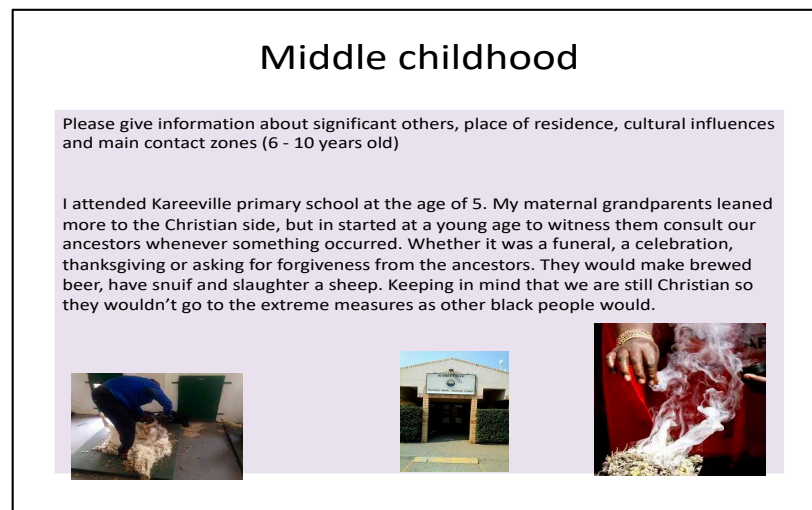 Middle childhood
Please give information about significant others, place of residence, cultural influences
and main contact zones (6 - 10 years old)
I attended Kareeville primary school at the age of 5. My maternal grandparents leaned
more to the Christian side, but in started at a young age to witness them consult our
ancestors whenever something occurred. Whether it was a funeral, a celebration,
thanksgiving or asking for forgiveness from the ancestors. They would make brewed
beer, have snuif and slaughter a sheep. Keeping in mind that we are still Christian so
they wouldn’t go to the extreme measures as other black people would.